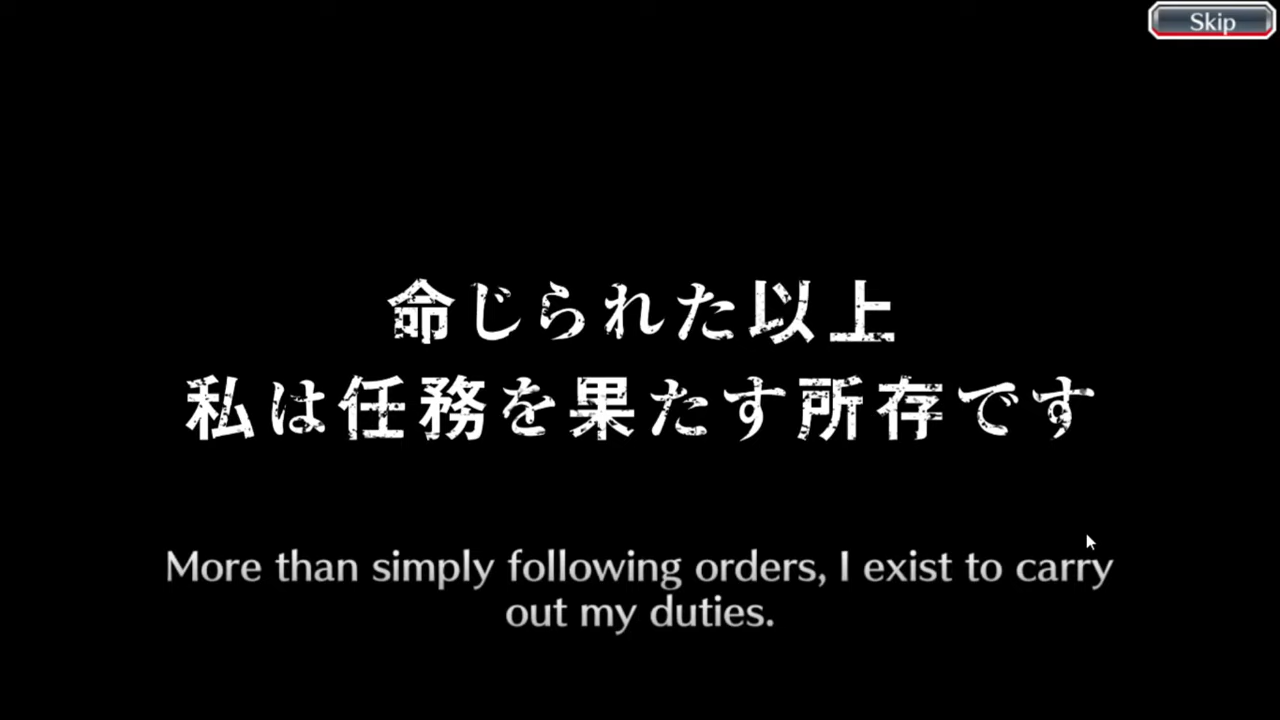 Skip
命じられた以上
私は任務を果たす所存です
More than simply following orders, I exist to carry
out my duties.